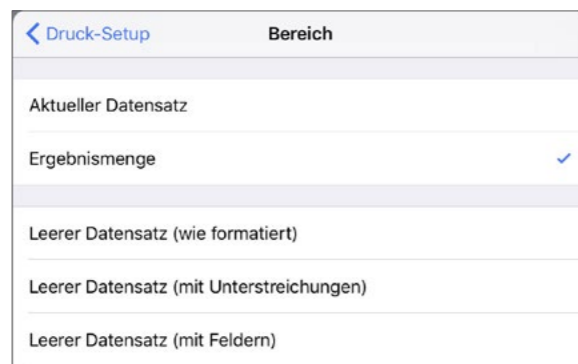 Druck-Setup Bereich
Aktueller Datensatz
Ergebnismenge
Leerer Datensatz (wie formatiert)
Leerer Datensatz (mit Unterstreichungen)
Leerer Datensatz (mit Feldern)